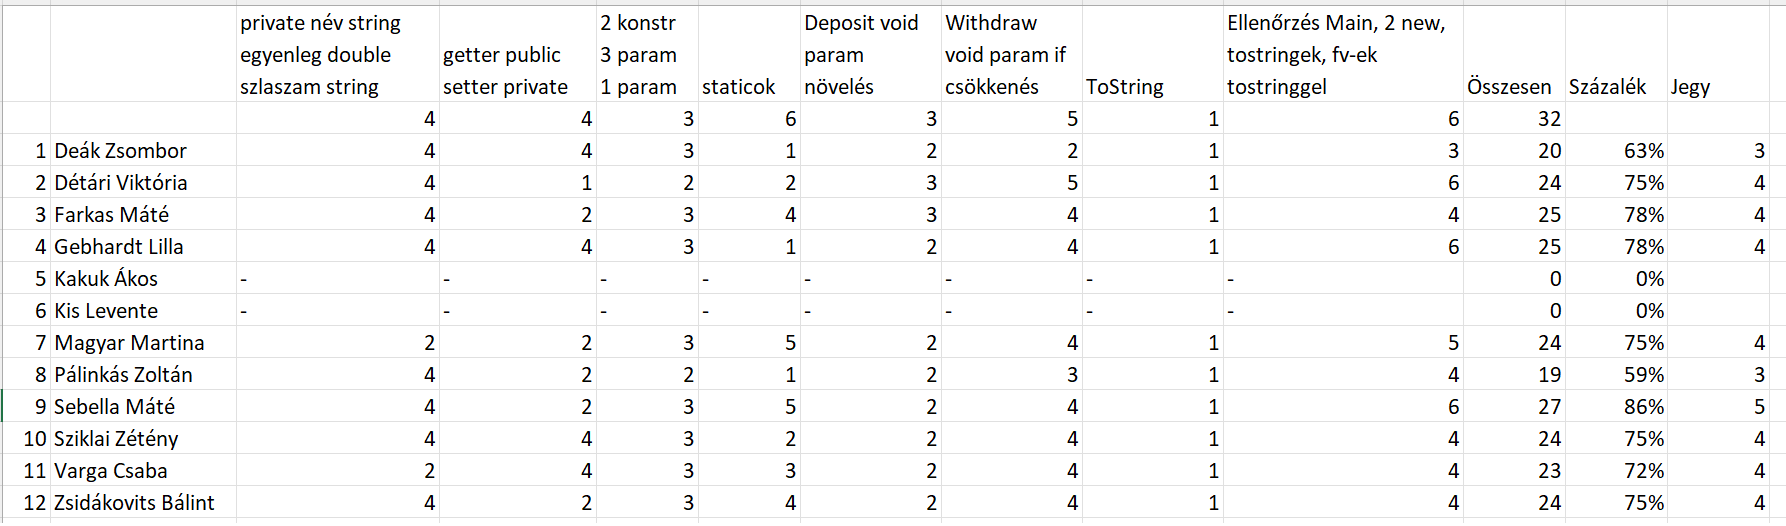 private név string egyenleg double szlaszam string	getter public setter private	2 konstr 3 param 1 param	staticok	Deposit void param növelés	Withdraw void param if csökkenés	ToString	Ellenőrzés Main, 2 new, tostringek, fv-ek tostringgel	Összesen	Százalék	Jegy
4	4	3	6	3	5	1	6	32
1	Deák Zsombor	4	4	3	1	2	2	1	3	20	63%	3
2	Détári Viktória	4	1	2	2	3	5	1	6	24	75%	4
3	Farkas Máté	4	2	3	4	3	4	1	4	25	78%	4
4	Gebhardt Lilla	4	4	3	1	2	4	1	6	25	78%	4
5	Kakuk Ákos	-	-	-	-	-	-	-	-	0	0%
6	Kis Levente	-	-	-	-	-	-	-	-	0	0%
7	Magyar Martina	2	2	3	5	2	4	1	5	24	75%	4
8	Pálinkás Zoltán	4	2	2	1	2	3	1	4	19	59%	3
9	Sebella Máté	4	2	3	5	2	4	1	6	27	86%	5
10	Sziklai Zétény	4	4	3	2	2	4	1	4	24	75%	4
11	Varga Csaba	2	4	3	3	2	4	1	4	23	72%	4
12	Zsidákovits Bálint	4	2	3	4	2	4	1	4	24	75%	4